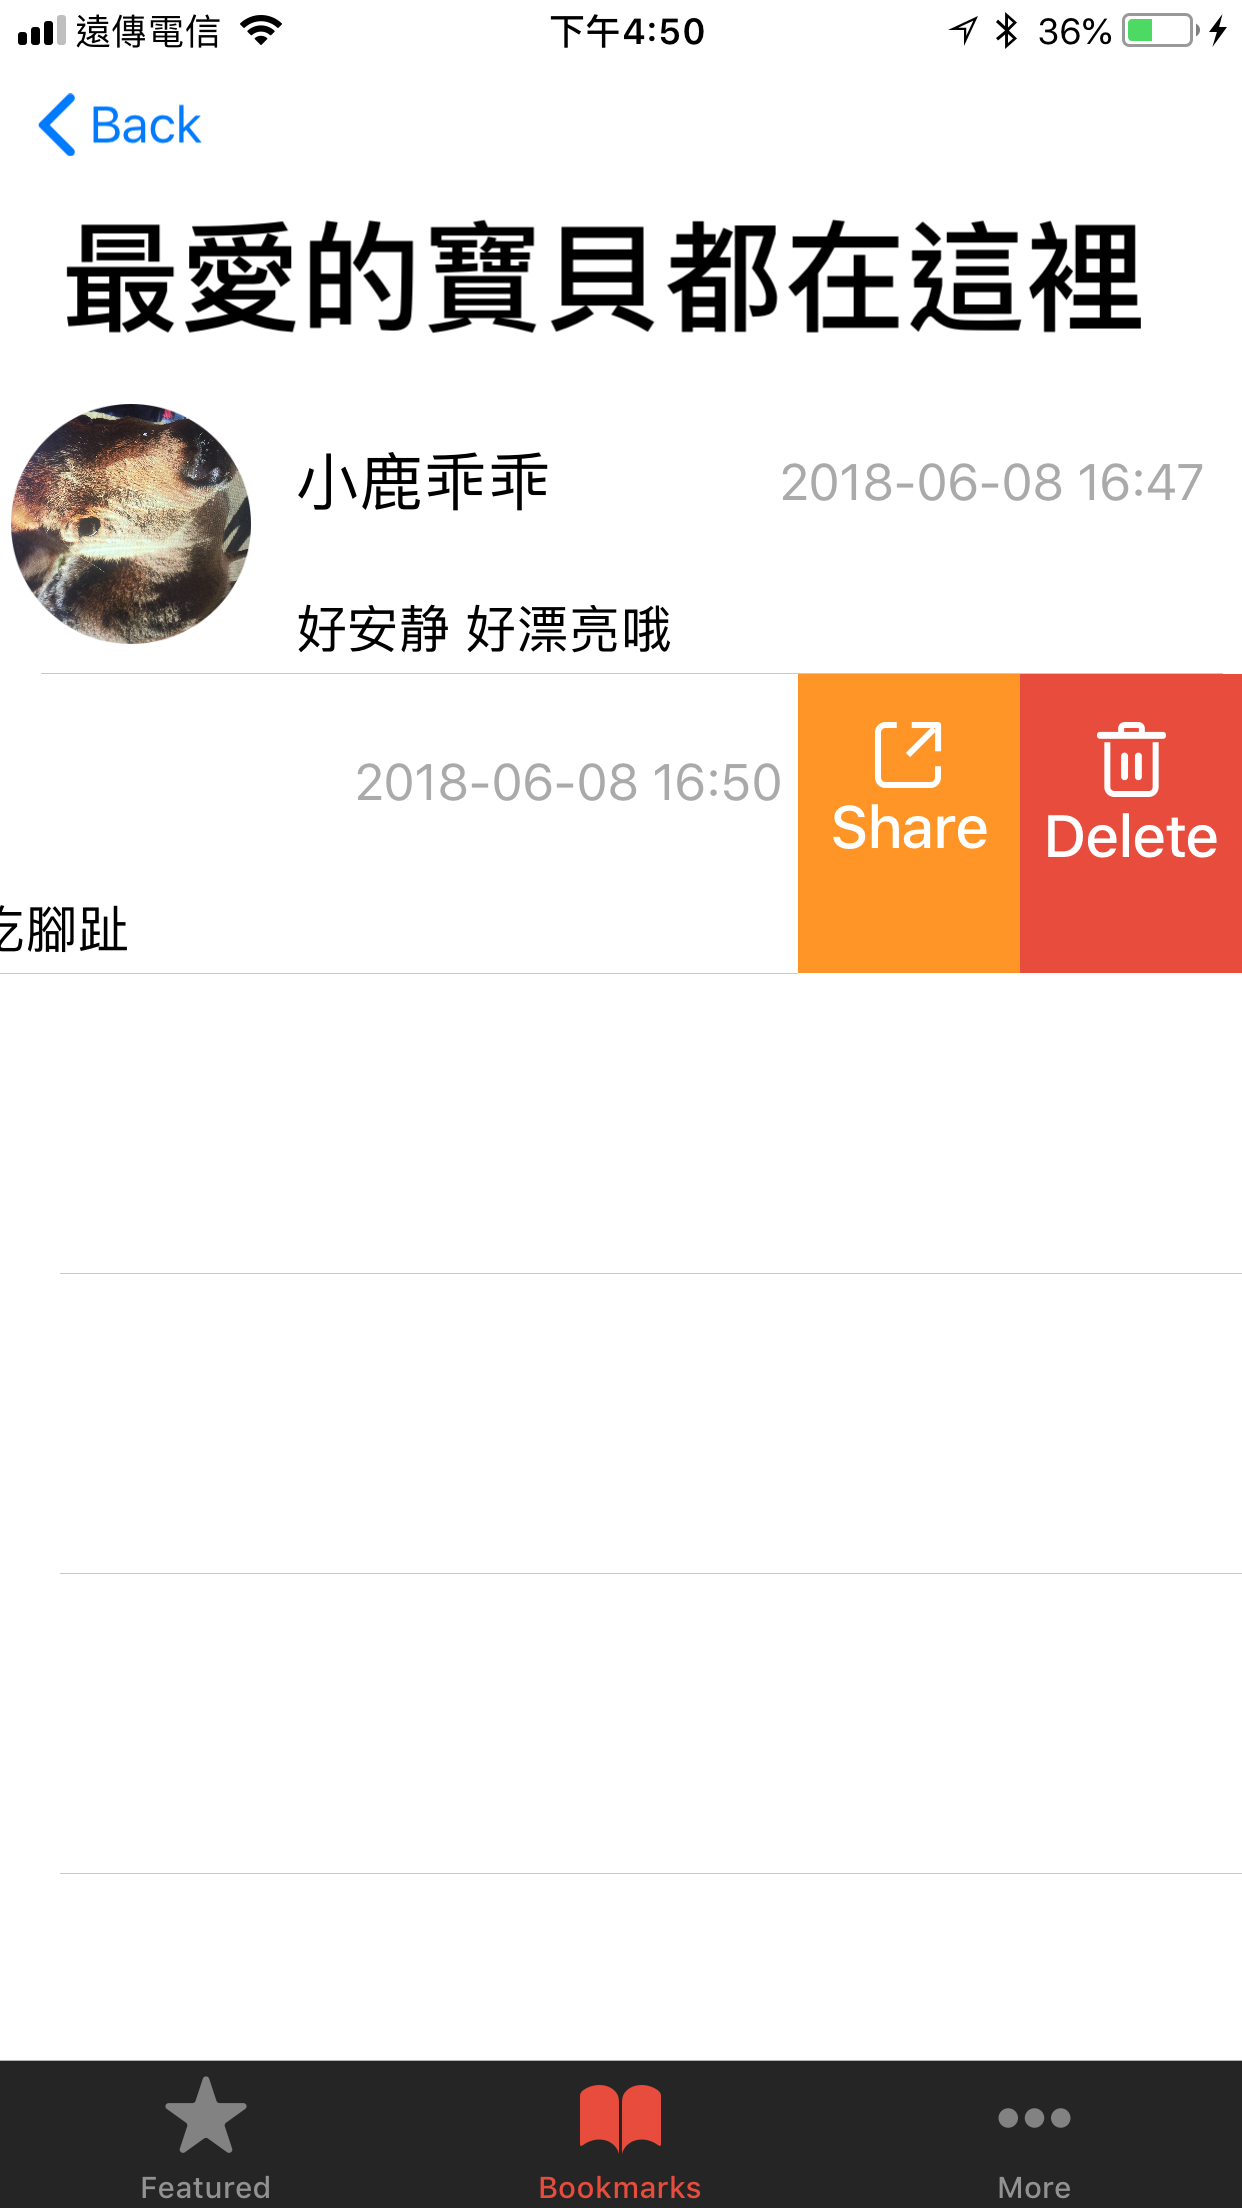 遠傳電信 下午4:50 36%
Back
最愛的寶貝都在這裡
小鹿乖乖 2018-06-08 16:47
好安静 好漂亮哦
2018-06-08 16:50 Share Delete
吃腳趾
Featured Bookmarks More